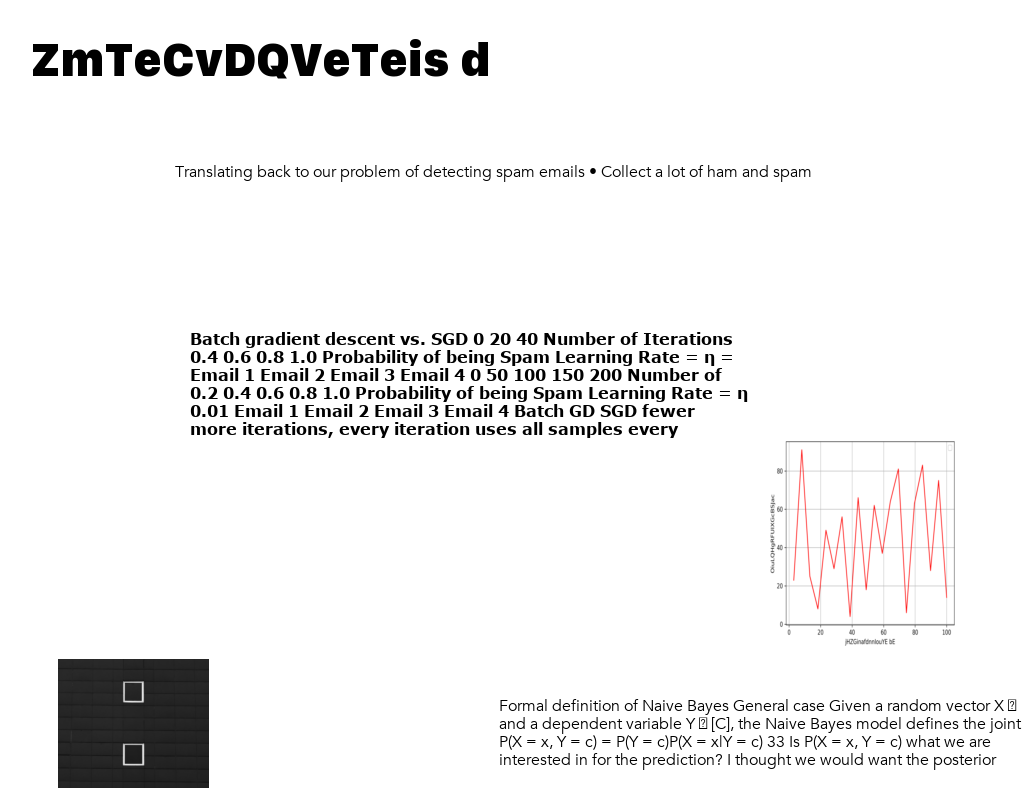 ZmTeCvDQVeTeis d
Translating back to our problem of detecting spam emails • Collect a lot of ham and spam
Batch gradient descent vs. SGD 0 20 40 Number of Iterations
0.4 0.6 0.8 1.0 Probability of being Spam Learning Rate = η =
Email 1 Email 2 Email 3 Email 4 0 50 100 150 200 Number of
0.2 0.4 0.6 0.8 1.0 Probability of being Spam Learning Rate = η
0.01 Email 1 Email 2 Email 3 Email 4 Batch GD SGD fewer
more iterations, every iteration uses all samples every
80
60
40
20
0
0 20 40 60 80 100
Formal definition of Naive Bayes General case Given a random vector X
and a dependent variable Y [C], the Naive Bayes model defines the joint
P(X = x, Y = c) = P(Y = c)P(X = x|Y = c) 33 Is P(X = x, Y = c) what we are
interested in for the prediction? I thought we would want the posterior